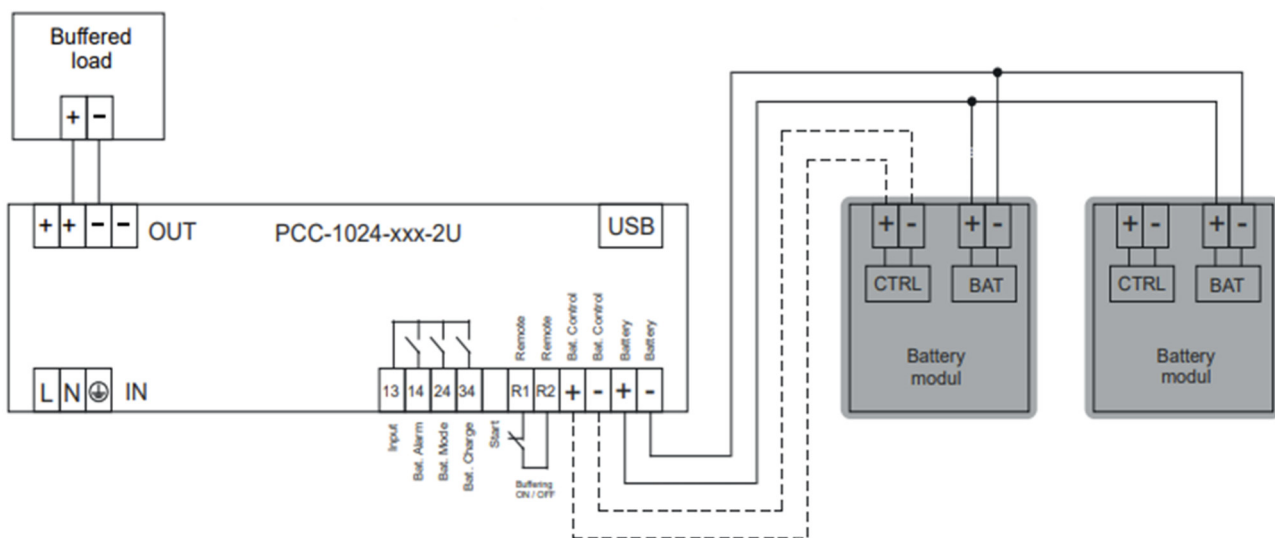 Buffered
load
+ -
+ + - - OUT
PCC-1024-xxx-2U
USB
L N IN
Remote
Remote
Bat. Control
Bat. Control
Battery
Battery
13 14 24 34 R1 R2 + - + -
Input
Bat. Alarm
Bat. Mode
Bat. Charge
Start
Buffering
ON / OFF
+ - + -
CTRL BAT
Battery
modul
+ - + -
CTRL BAT
Battery
modul